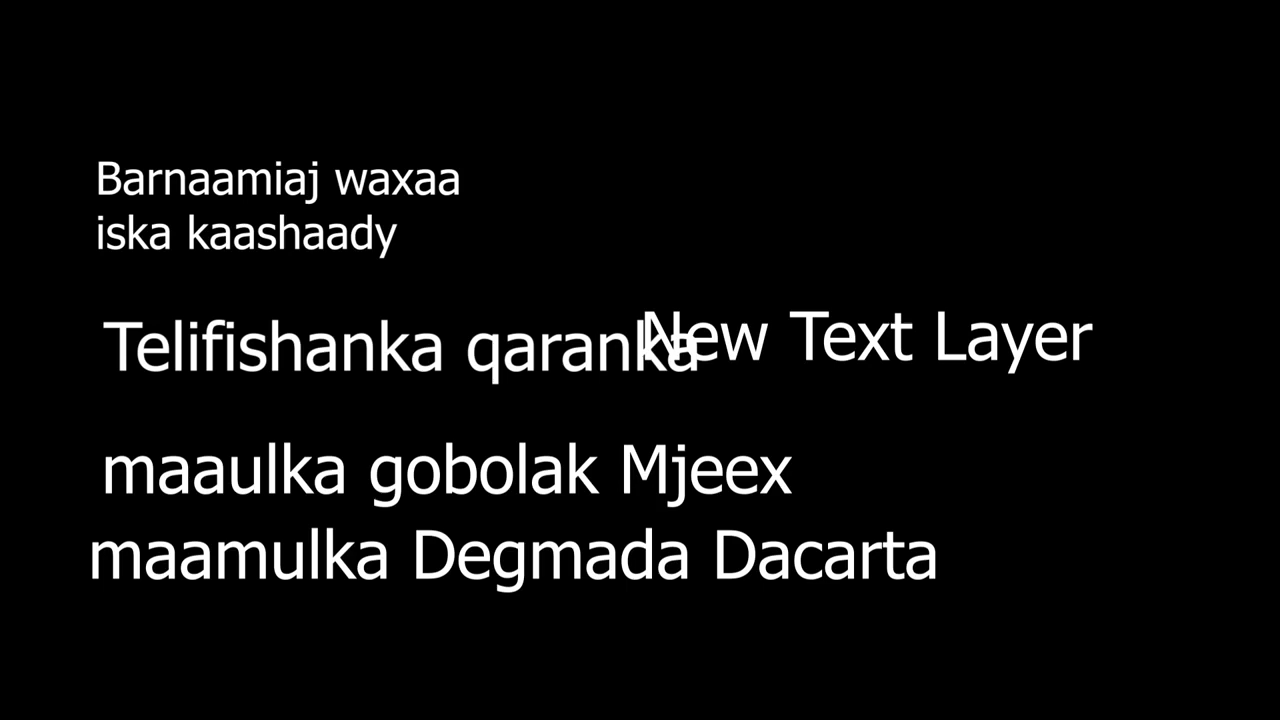 Barnaamiaj waxaa
iska kaashaady
Telifishanka qaranka
New Text Layer
maaulka gobolak Mjeex
maamulka Degmada Dacarta